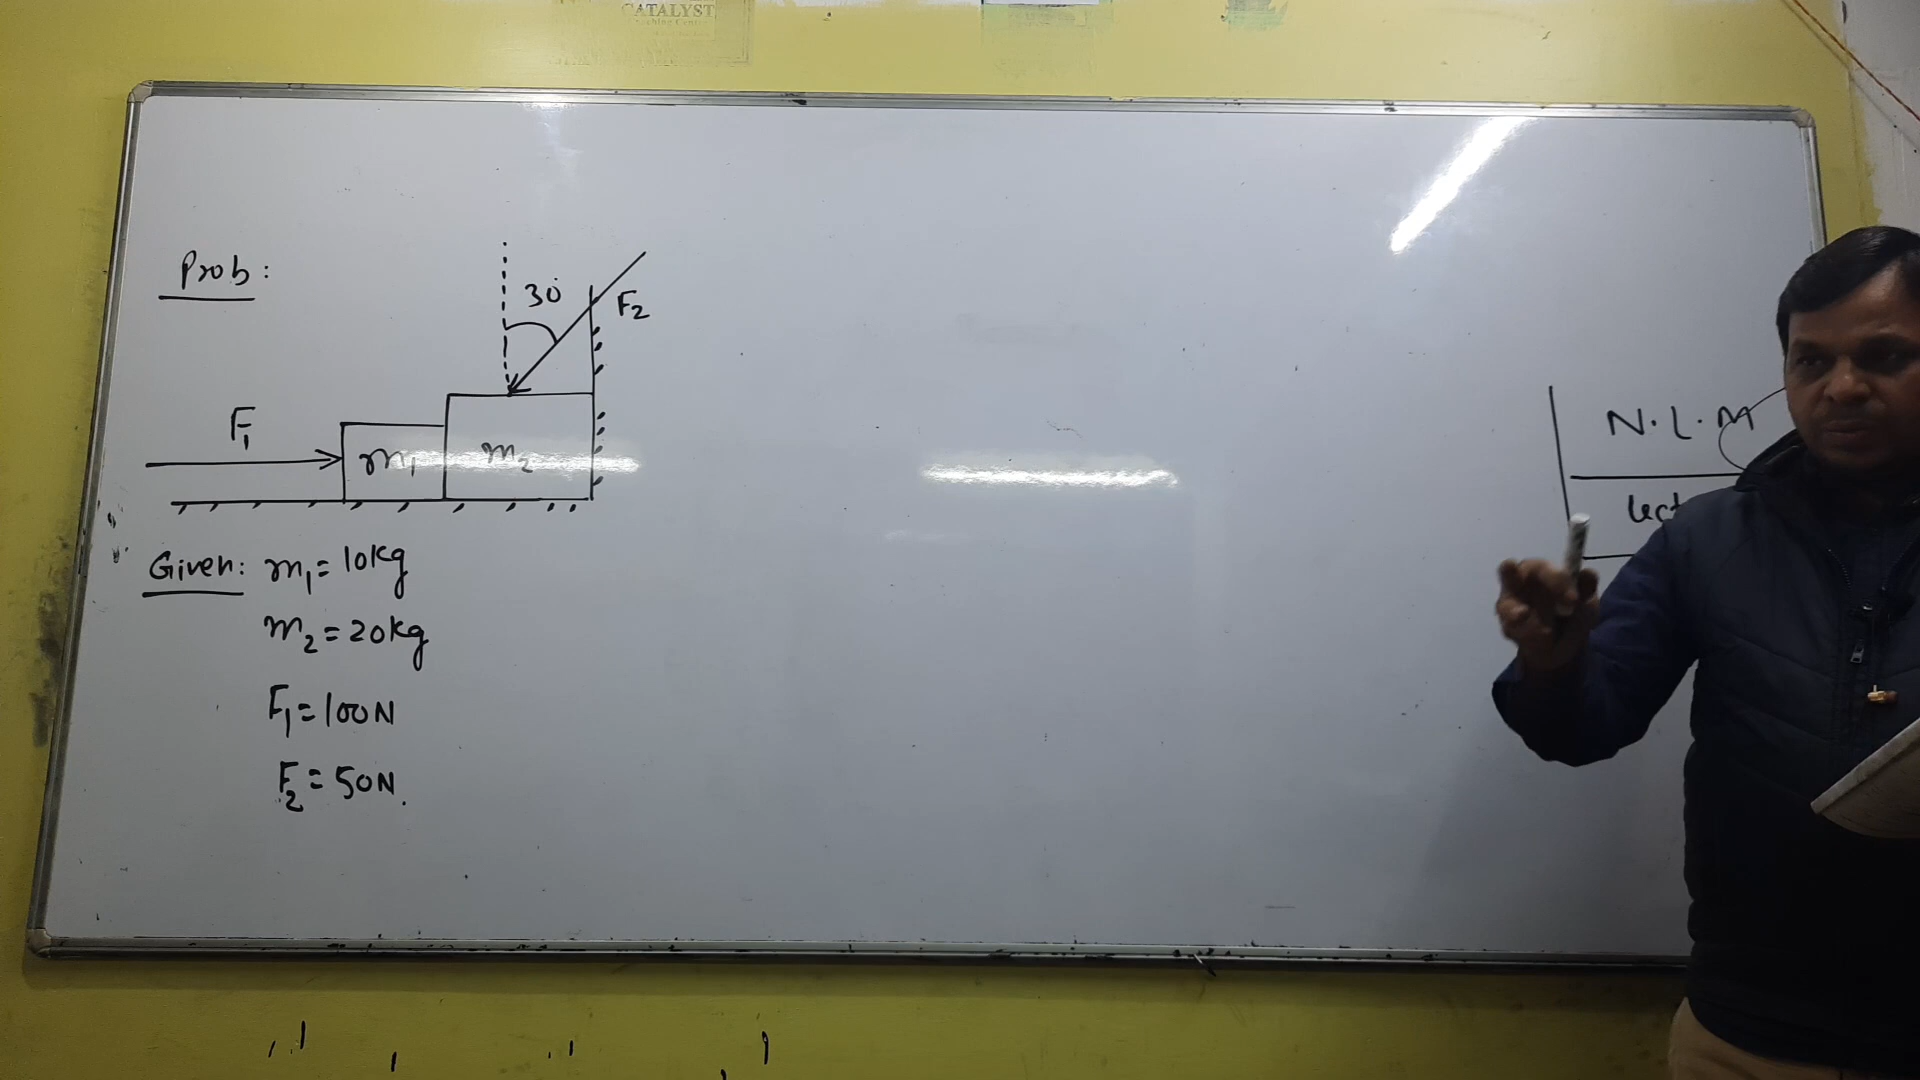 CATALYST
Prob:
30°
F2
F1
m1
m2
N.L.M
Lect
Given: m1=10kg
m2=20kg
F1=100N
F2=50N.